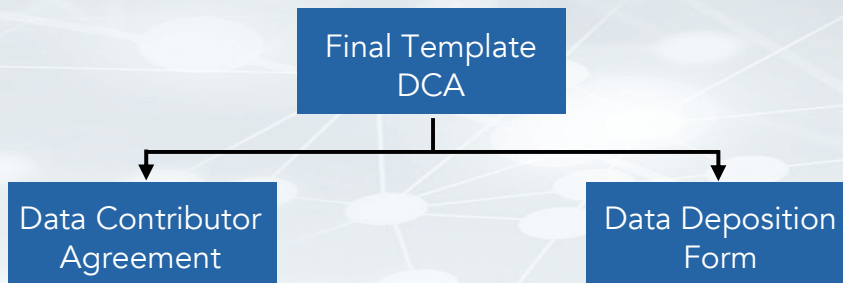 Final Template
DCA
Data Contributor
Agreement
Data Deposition
Form